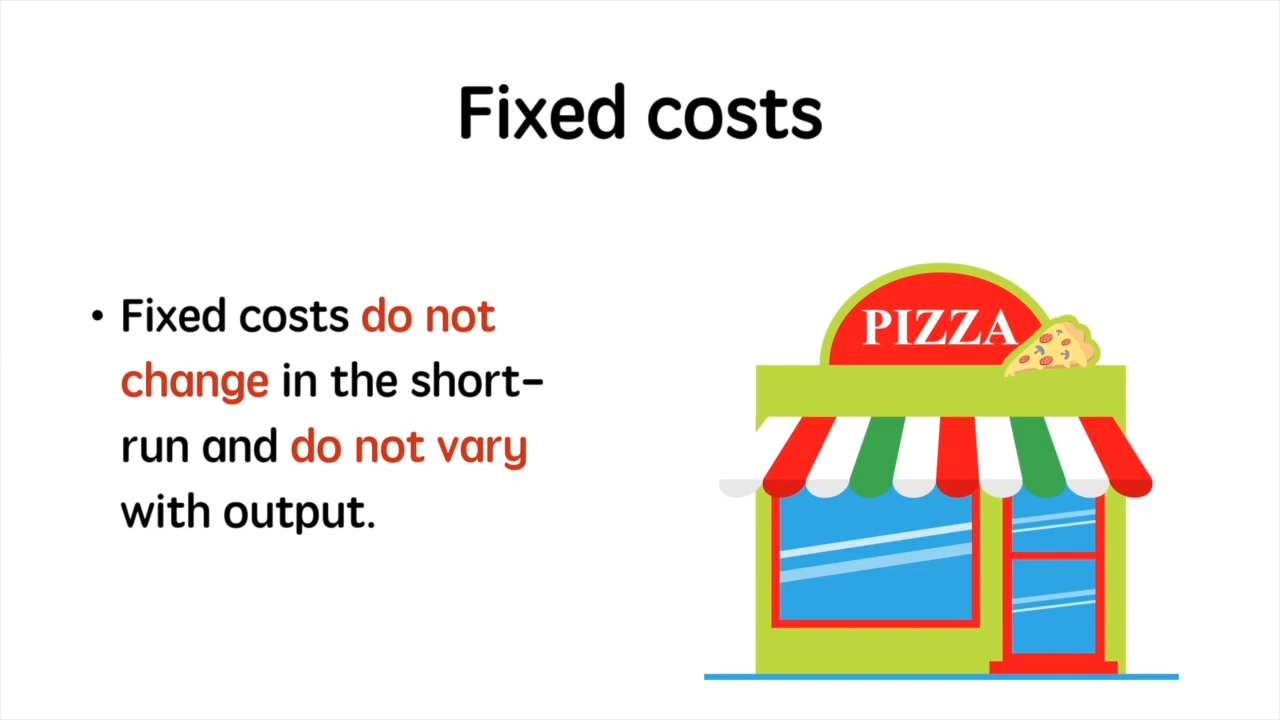 Fixed costs
• Fixed costs do not
change in the short-
run and do not vary
with output.
PIZZA